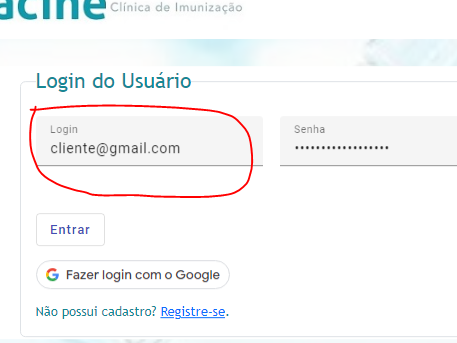 Clínica de Imunização
Login do Usuário
Login
Senha
cliente@gmail.com
••••••••••••••••••
Entrar
Fazer login com o Google
Não possui cadastro? Registre-se.